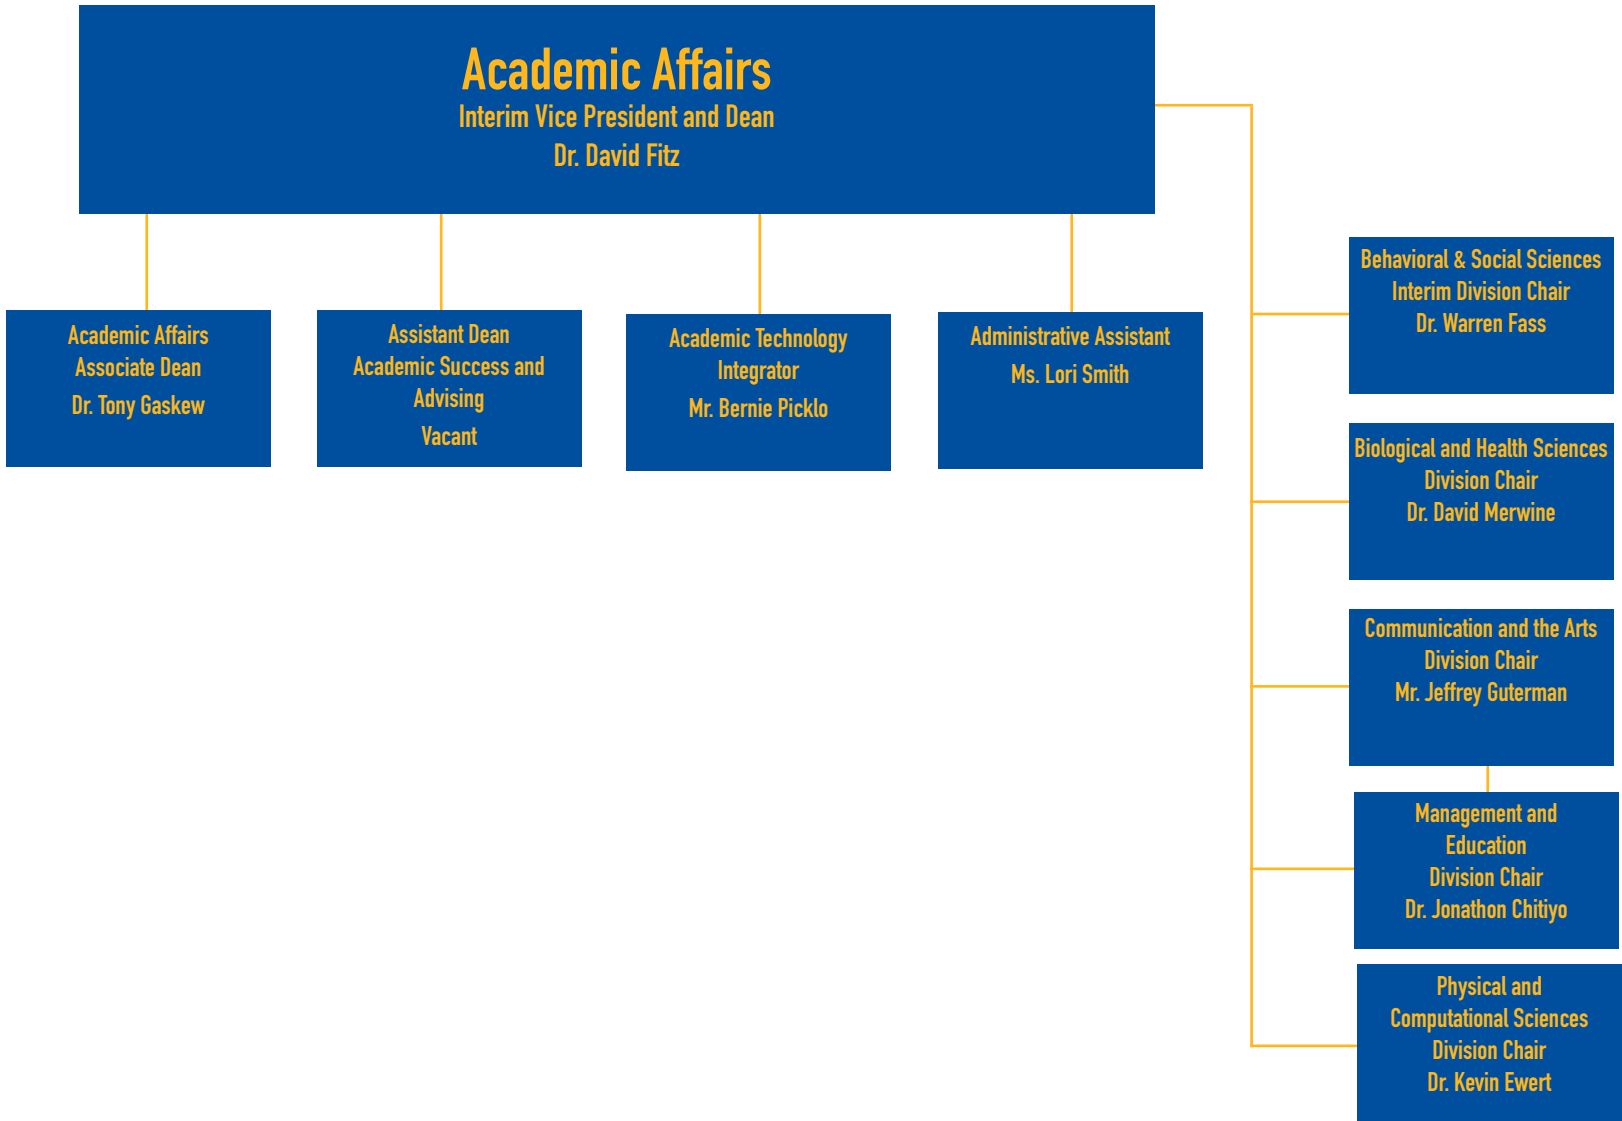 Academic Affairs
Interim Vice President and Dean
Dr. David Fitz
Academic Affairs
Associate Dean
Dr. Tony Gaskew
Assistant Dean
Academic Success and
Advising
Vacant
Academic Technology
Integrator
Mr. Bernie Picklo
Administrative Assistant
Ms. Lori Smith
Behavioral & Social Sciences
Interim Division Chair
Dr. Warren Fass
Biological and Health Sciences
Division Chair
Dr. David Merwine
Communication and the Arts
Division Chair
Mr. Jeffrey Guterman
Management and
Education
Division Chair
Dr. Jonathon Chitiyo
Physical and
Computational Sciences
Division Chair
Dr. Kevin Ewert